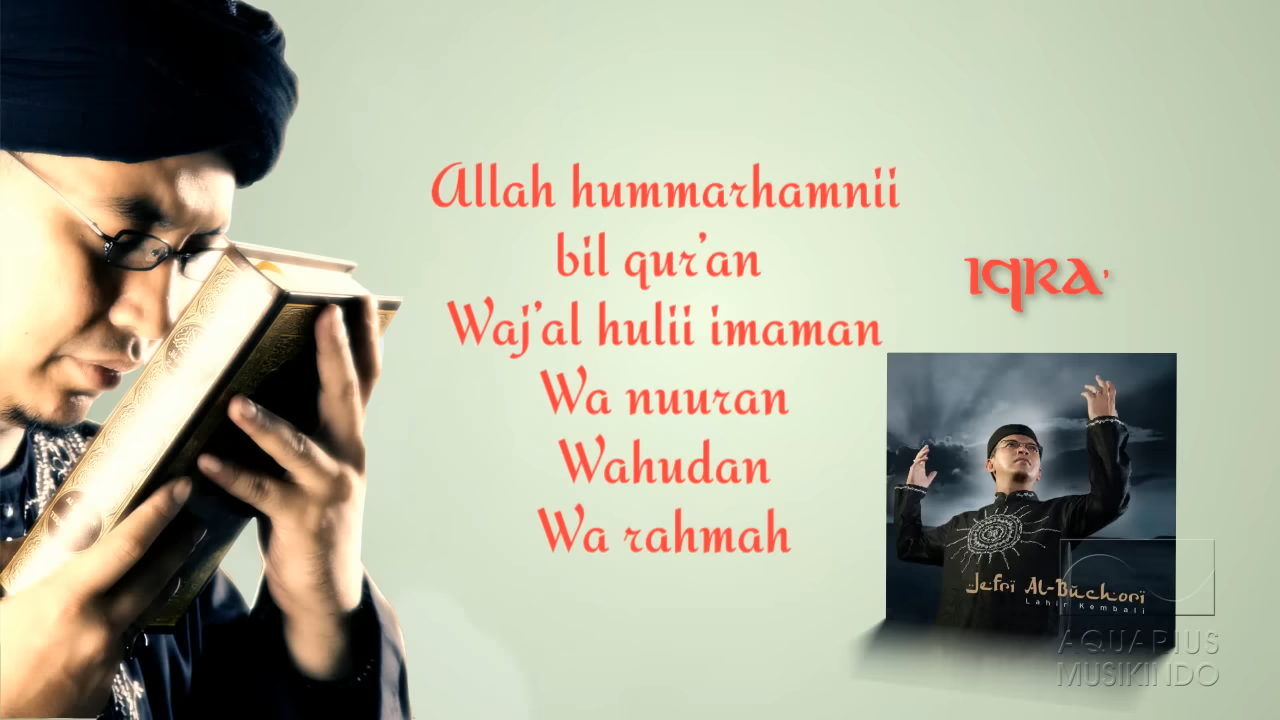 Allah hummarhamnii
bil qur'an
Waj'al hulii imaman
Wa nuuran
Wahudan
Wa rahmah
IQRA'
Jefri Al-Buchori
Lahir Kembali
AQUARIUS
MUSIKINDO